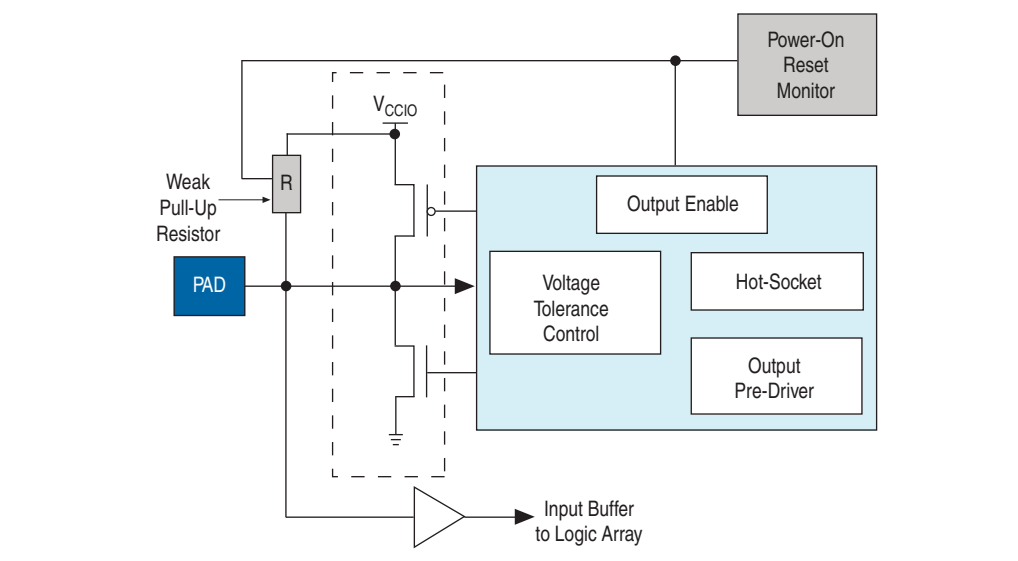 Power-On
Reset
Monitor
VCCIO
R
Weak
Pull-Up
Resistor
Output Enable
PAD
Voltage
Tolerance
Control
Hot-Socket
Output
Pre-Driver
Input Buffer
to Logic Array